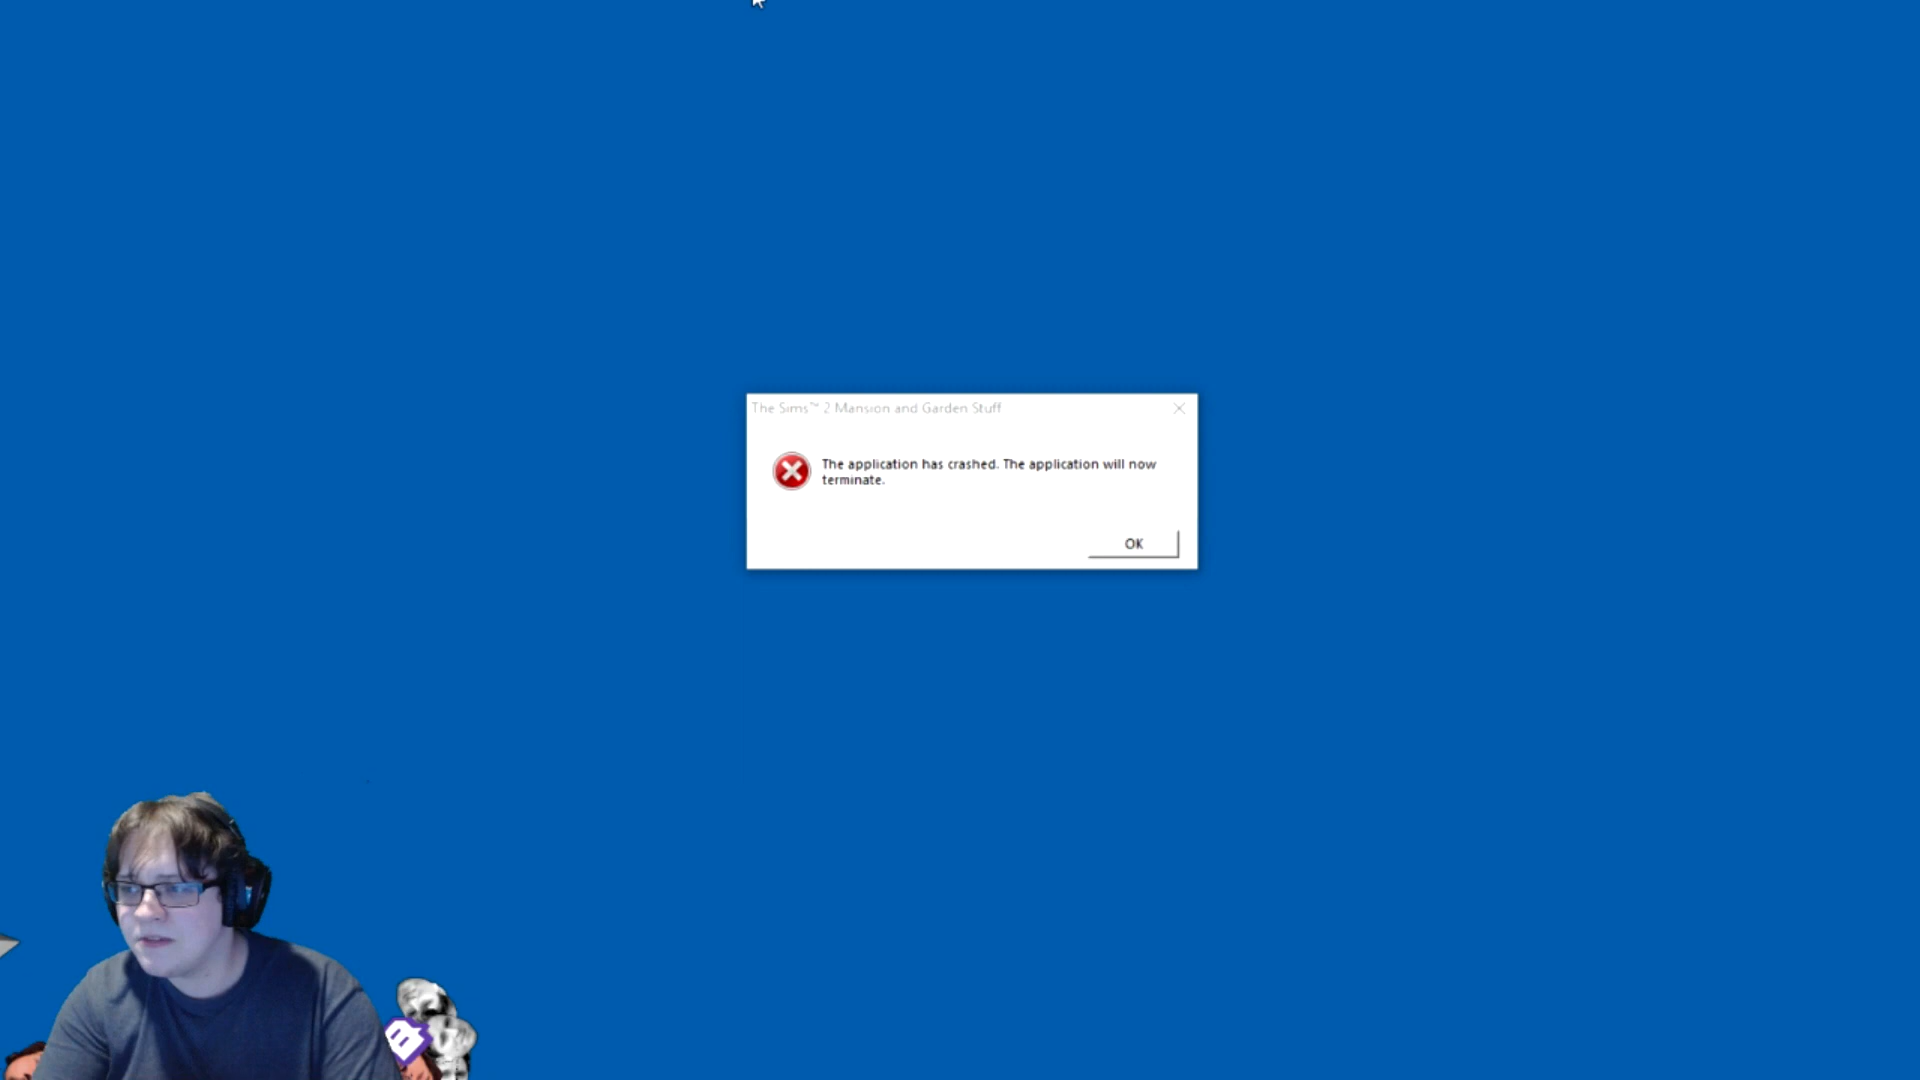 The Sims™ 2 Mansion and Garden Stuff
The application has crashed. The application will now
terminate.
OK